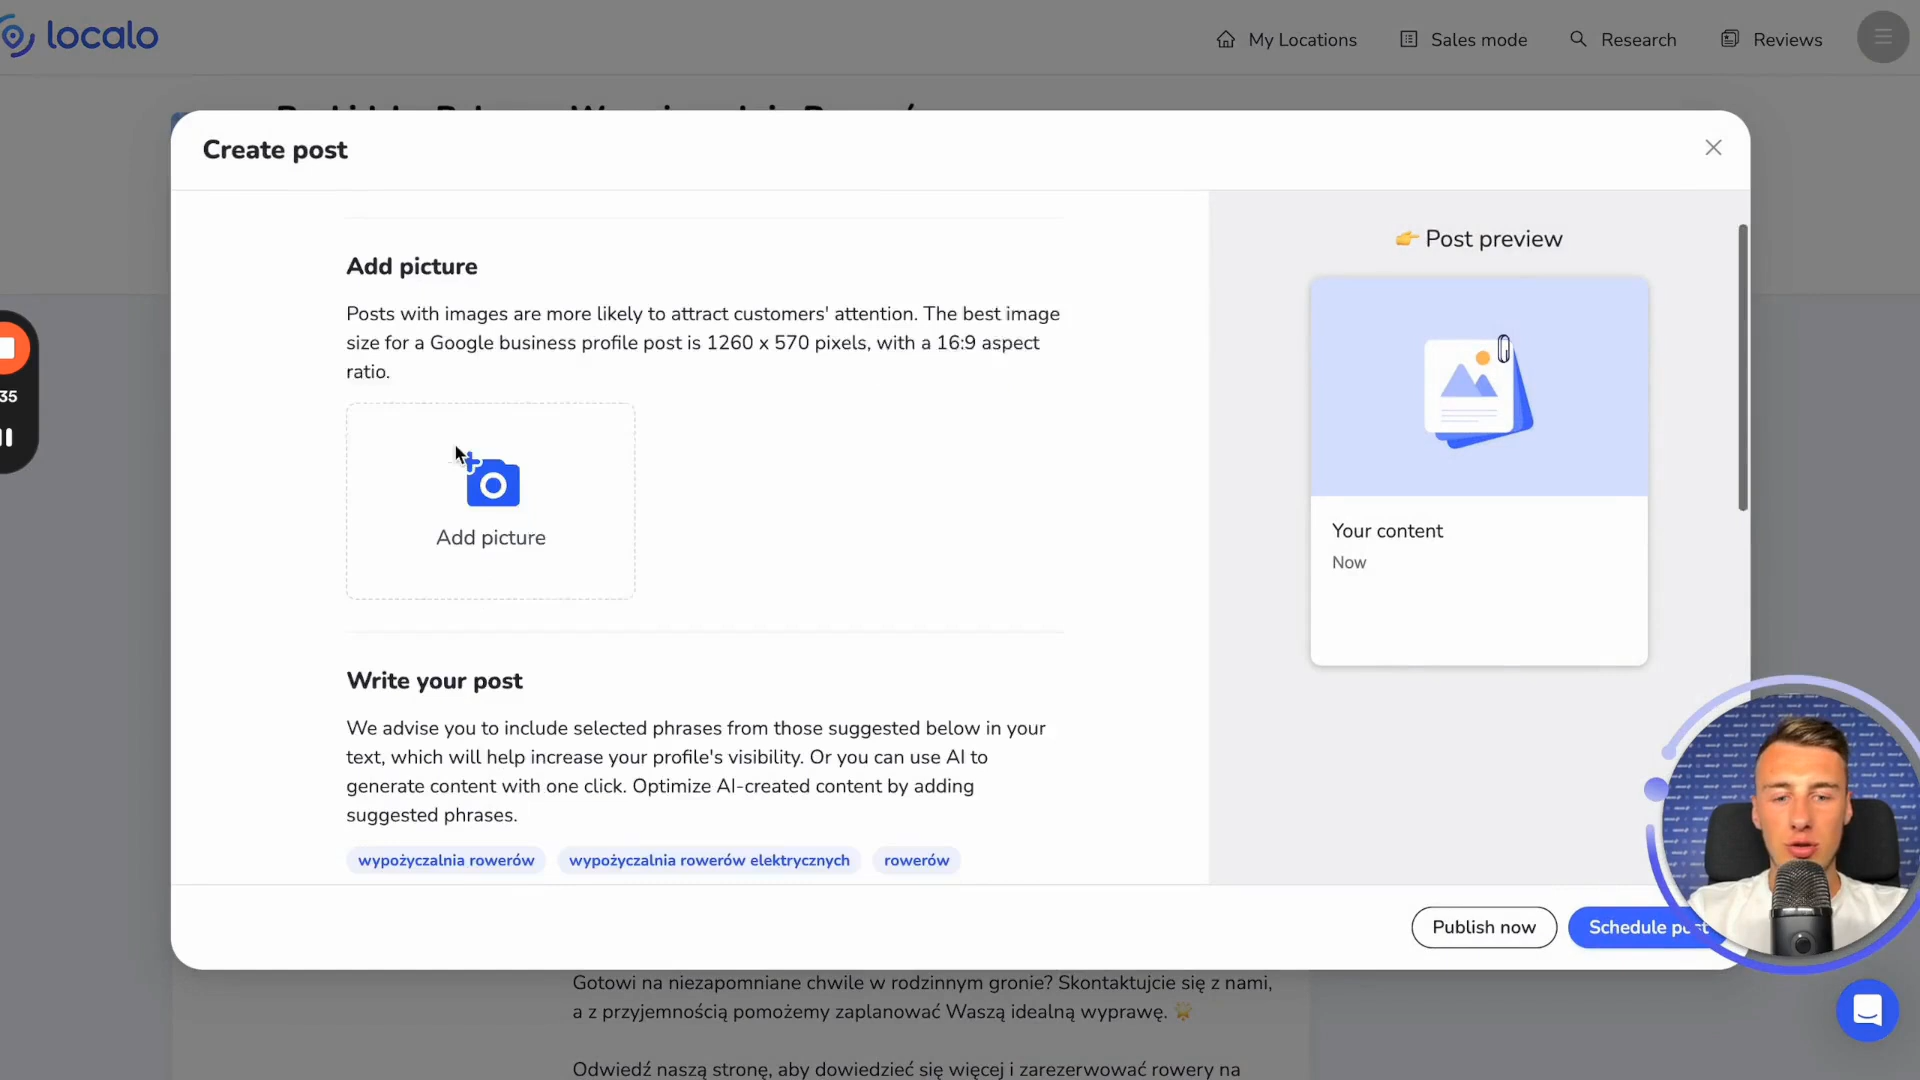 localo
My Locations
Sales mode
Research
Reviews
Create post
Add picture
Posts with images are more likely to attract customers' attention. The best image
size for a Google business profile post is 1260 x 570 pixels, with a 16:9 aspect
ratio.
Add picture
Write your post
We advise you to include selected phrases from those suggested below in your
text, which will help increase your profile's visibility. Or you can use AI to
generate content with one click. Optimize AI-created content by adding
suggested phrases.
wypożyczalnia rowerów
wypożyczalnia rowerów elektrycznych
rowerów
👉 Post preview
Your content
Now
Publish now
Schedule post
35
Gotowi na niezapomniane chwile w rodzinnym gronie? Skontaktujcie się z nami,
a z przyjemnością pomożemy zaplanować Waszą idealną wyprawę. 🌟
Odwiedź naszą stronę, aby dowiedzieć się więcej i zarezerwować rowery na